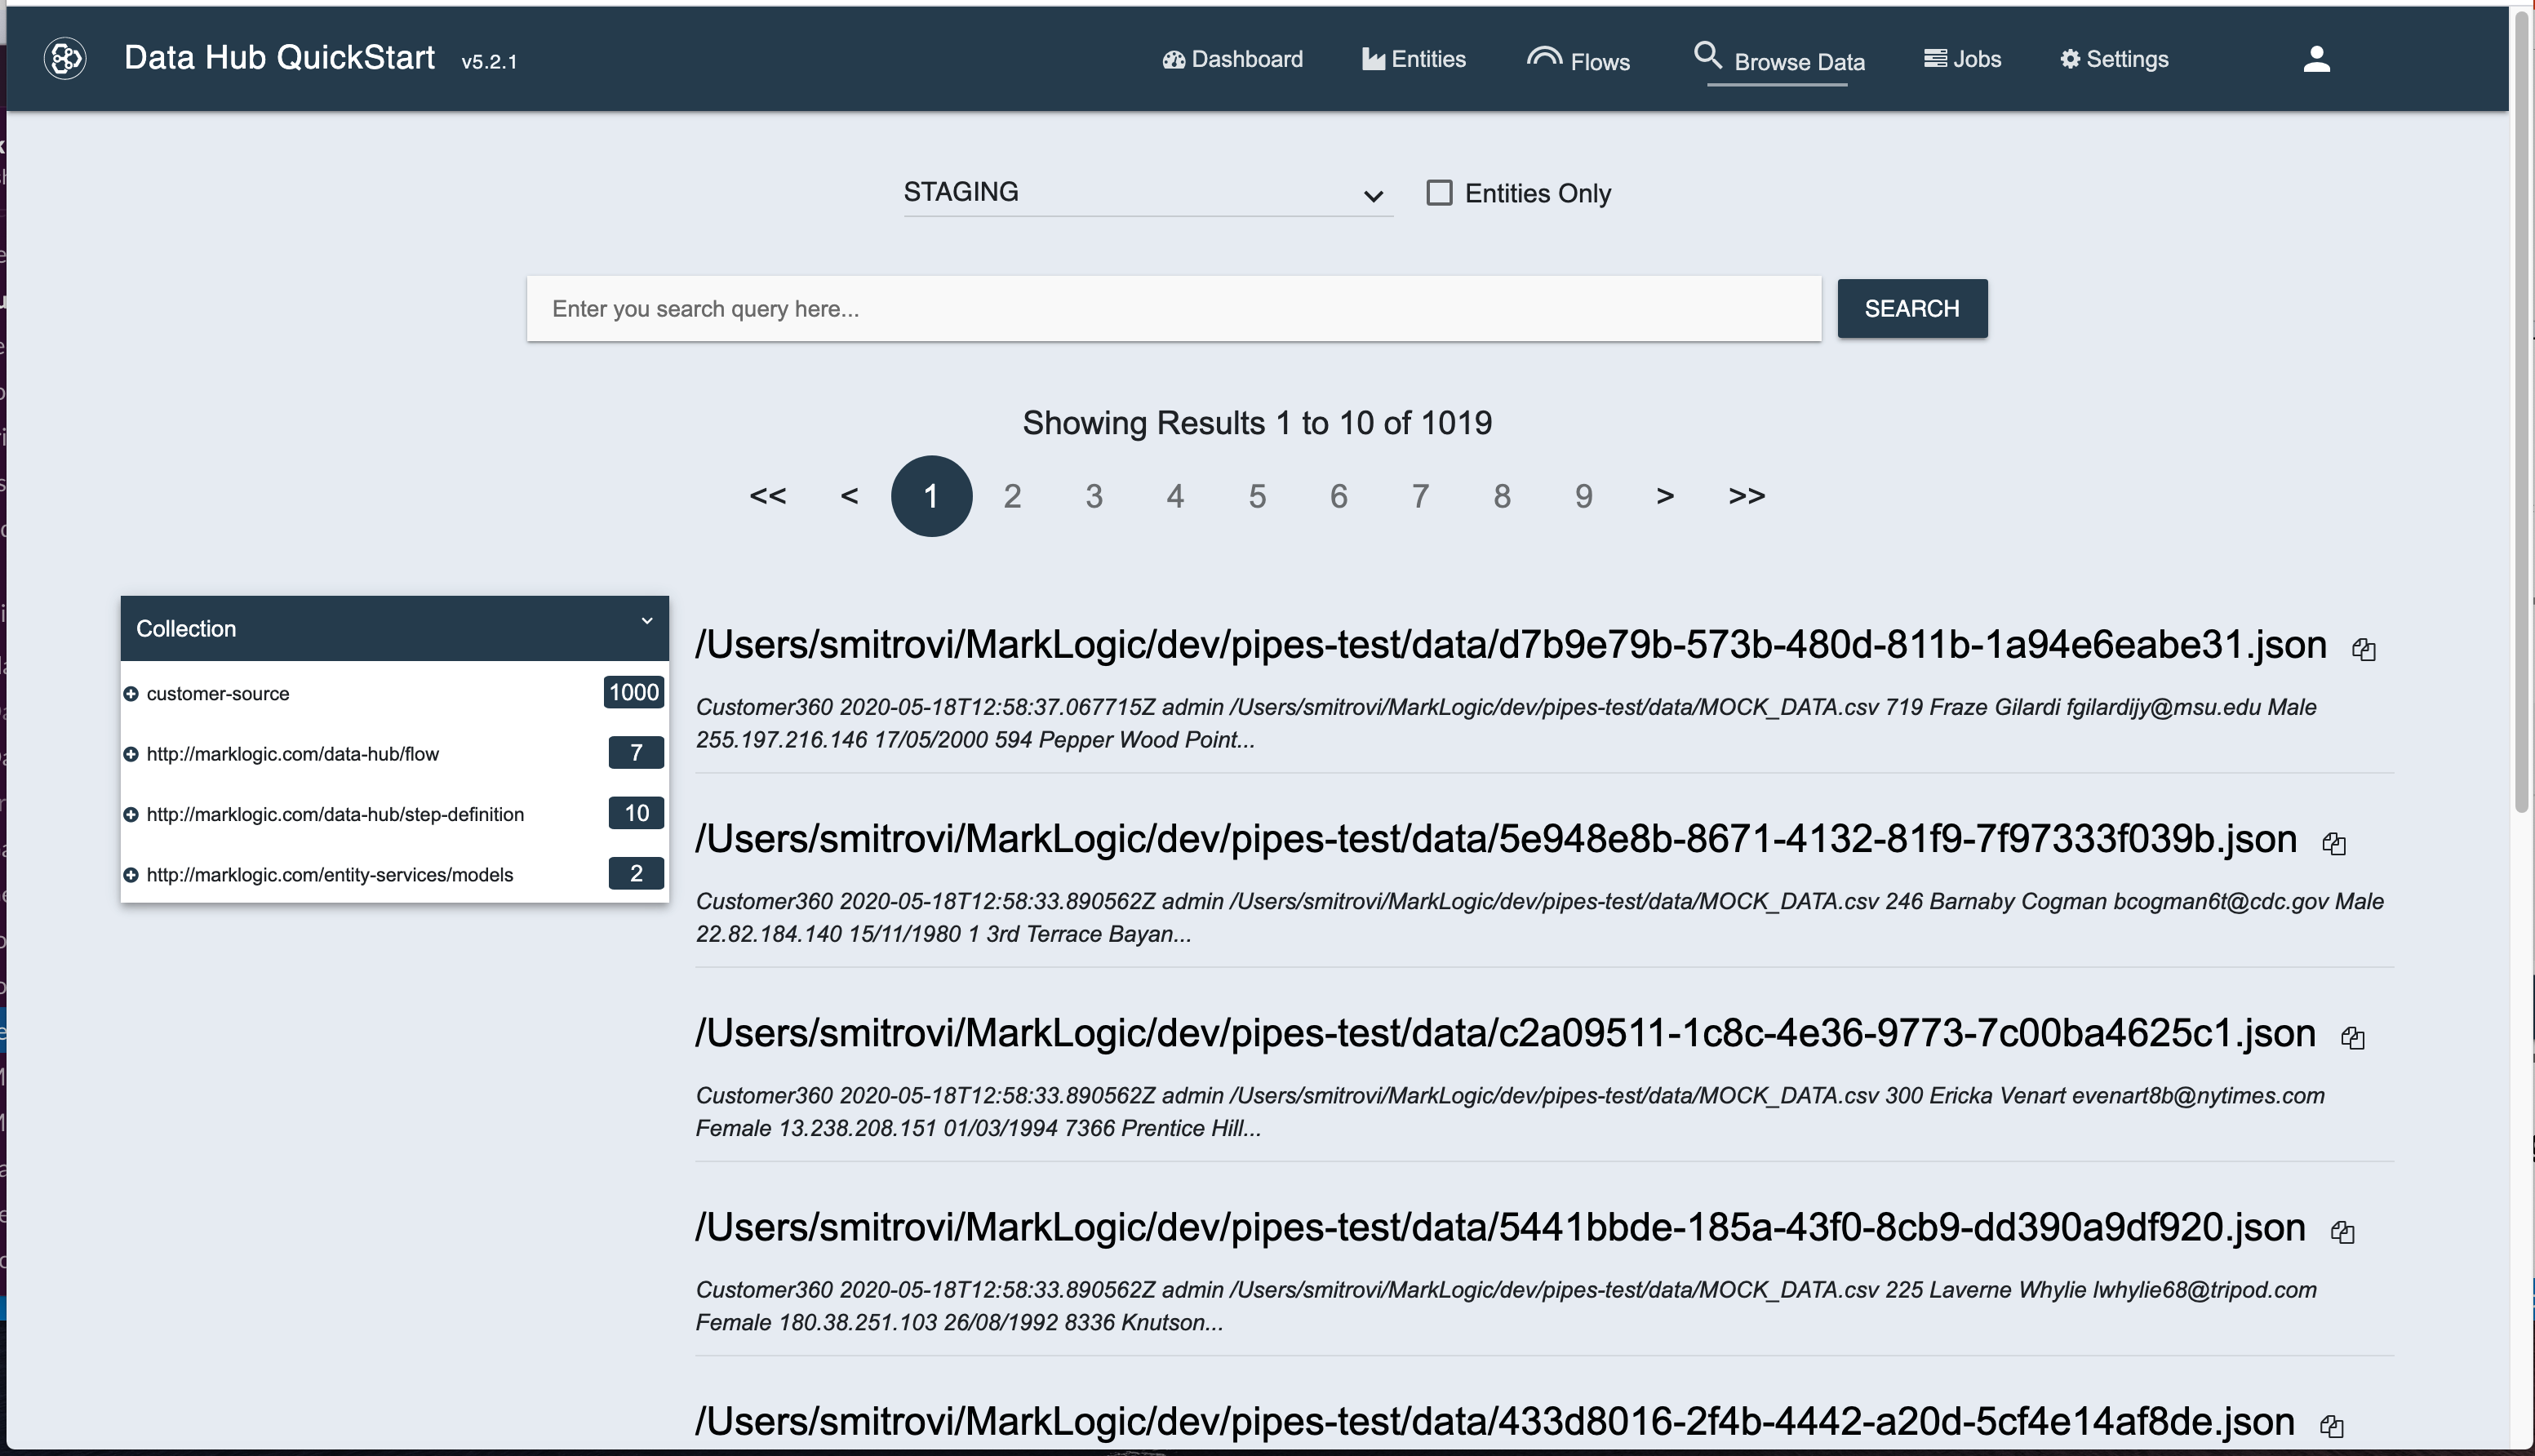 Data Hub QuickStart v5.2.1
Dashboard Entities Flows Browse Data Jobs Settings
STAGING Entities Only
Enter you search query here... SEARCH
Showing Results 1 to 10 of 1019
<< < 1 2 3 4 5 6 7 8 9 > >>
Collection
customer-source 1000
http://marklogic.com/data-hub/flow 7
http://marklogic.com/data-hub/step-definition 10
http://marklogic.com/entity-services/models 2
/Users/smitrovi/MarkLogic/dev/pipes-test/data/d7b9e79b-573b-480d-811b-1a94e6eabe31.json
Customer360 2020-05-18T12:58:37.067715Z admin /Users/smitrovi/MarkLogic/dev/pipes-test/data/MOCK_DATA.csv 719 Fraze Gilardi fgilardijy@msu.edu Male
255.197.216.146 17/05/2000 594 Pepper Wood Point...
/Users/smitrovi/MarkLogic/dev/pipes-test/data/5e948e8b-8671-4132-81f9-7f97333f039b.json
Customer360 2020-05-18T12:58:33.890562Z admin /Users/smitrovi/MarkLogic/dev/pipes-test/data/MOCK_DATA.csv 246 Barnaby Cogman bcogman6t@cdc.gov Male
22.82.184.140 15/11/1980 1 3rd Terrace Bayan...
/Users/smitrovi/MarkLogic/dev/pipes-test/data/c2a09511-1c8c-4e36-9773-7c00ba4625c1.json
Customer360 2020-05-18T12:58:33.890562Z admin /Users/smitrovi/MarkLogic/dev/pipes-test/data/MOCK_DATA.csv 300 Ericka Venart evenart8b@nytimes.com
Female 13.238.208.151 01/03/1994 7366 Prentice Hill...
/Users/smitrovi/MarkLogic/dev/pipes-test/data/5441bbde-185a-43f0-8cb9-dd390a9df920.json
Customer360 2020-05-18T12:58:33.890562Z admin /Users/smitrovi/MarkLogic/dev/pipes-test/data/MOCK_DATA.csv 225 Laverne Whylie lwhylie68@tripod.com
Female 180.38.251.103 26/08/1992 8336 Knutson...
/Users/smitrovi/MarkLogic/dev/pipes-test/data/433d8016-2f4b-4442-a20d-5cf4e14af8de.json